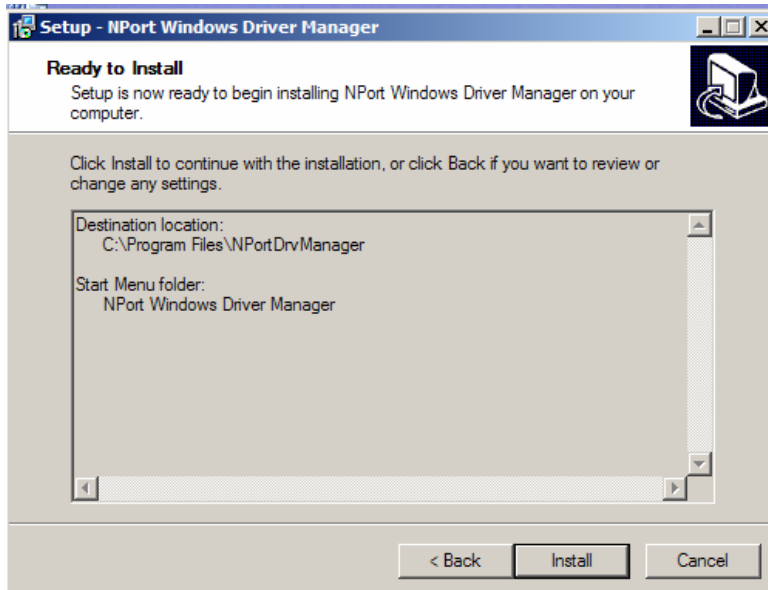 Setup - NPort Windows Driver Manager
Ready to Install
Setup is now ready to begin installing NPort Windows Driver Manager on your
computer.
Click Install to continue with the installation, or click Back if you want to review or
change any settings.
Destination location:
C:\Program Files\NPortDrvManager
Start Menu folder:
NPort Windows Driver Manager
< Back Install Cancel